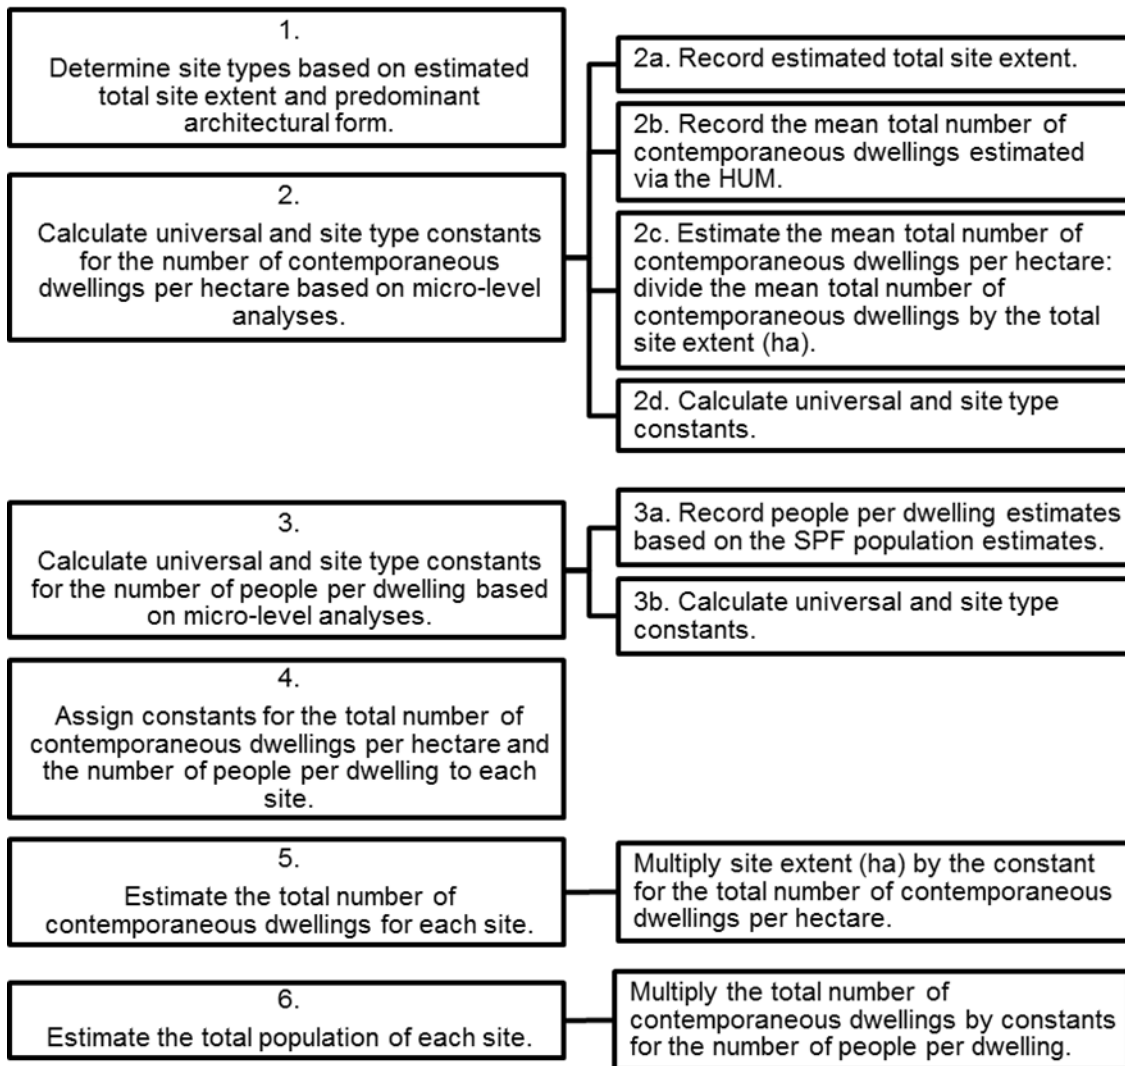 1.
Determine site types based on estimated
total site extent and predominant
architectural form.
2.
Calculate universal and site type constants
for the number of contemporaneous
dwellings per hectare based on micro-level
analyses.
2a. Record estimated total site extent.
2b. Record the mean total number of
contemporaneous dwellings estimated
via the HUM.
2c. Estimate the mean total number of
contemporaneous dwellings per hectare:
divide the mean total number of
contemporaneous dwellings by the total
site extent (ha).
2d. Calculate universal and site type
constants.
3.
Calculate universal and site type constants
for the number of people per dwelling based
on micro-level analyses.
3a. Record people per dwelling estimates
based on the SPF population estimates.
3b. Calculate universal and site type
constants.
4.
Assign constants for the total number of
contemporaneous dwellings per hectare and
the number of people per dwelling to each
site.
5.
Estimate the total number of
contemporaneous dwellings for each site.
Multiply site extent (ha) by the constant
for the total number of contemporaneous
dwellings per hectare.
6.
Estimate the total population of each site.
Multiply the total number of
contemporaneous dwellings by constants
for the number of people per dwelling.